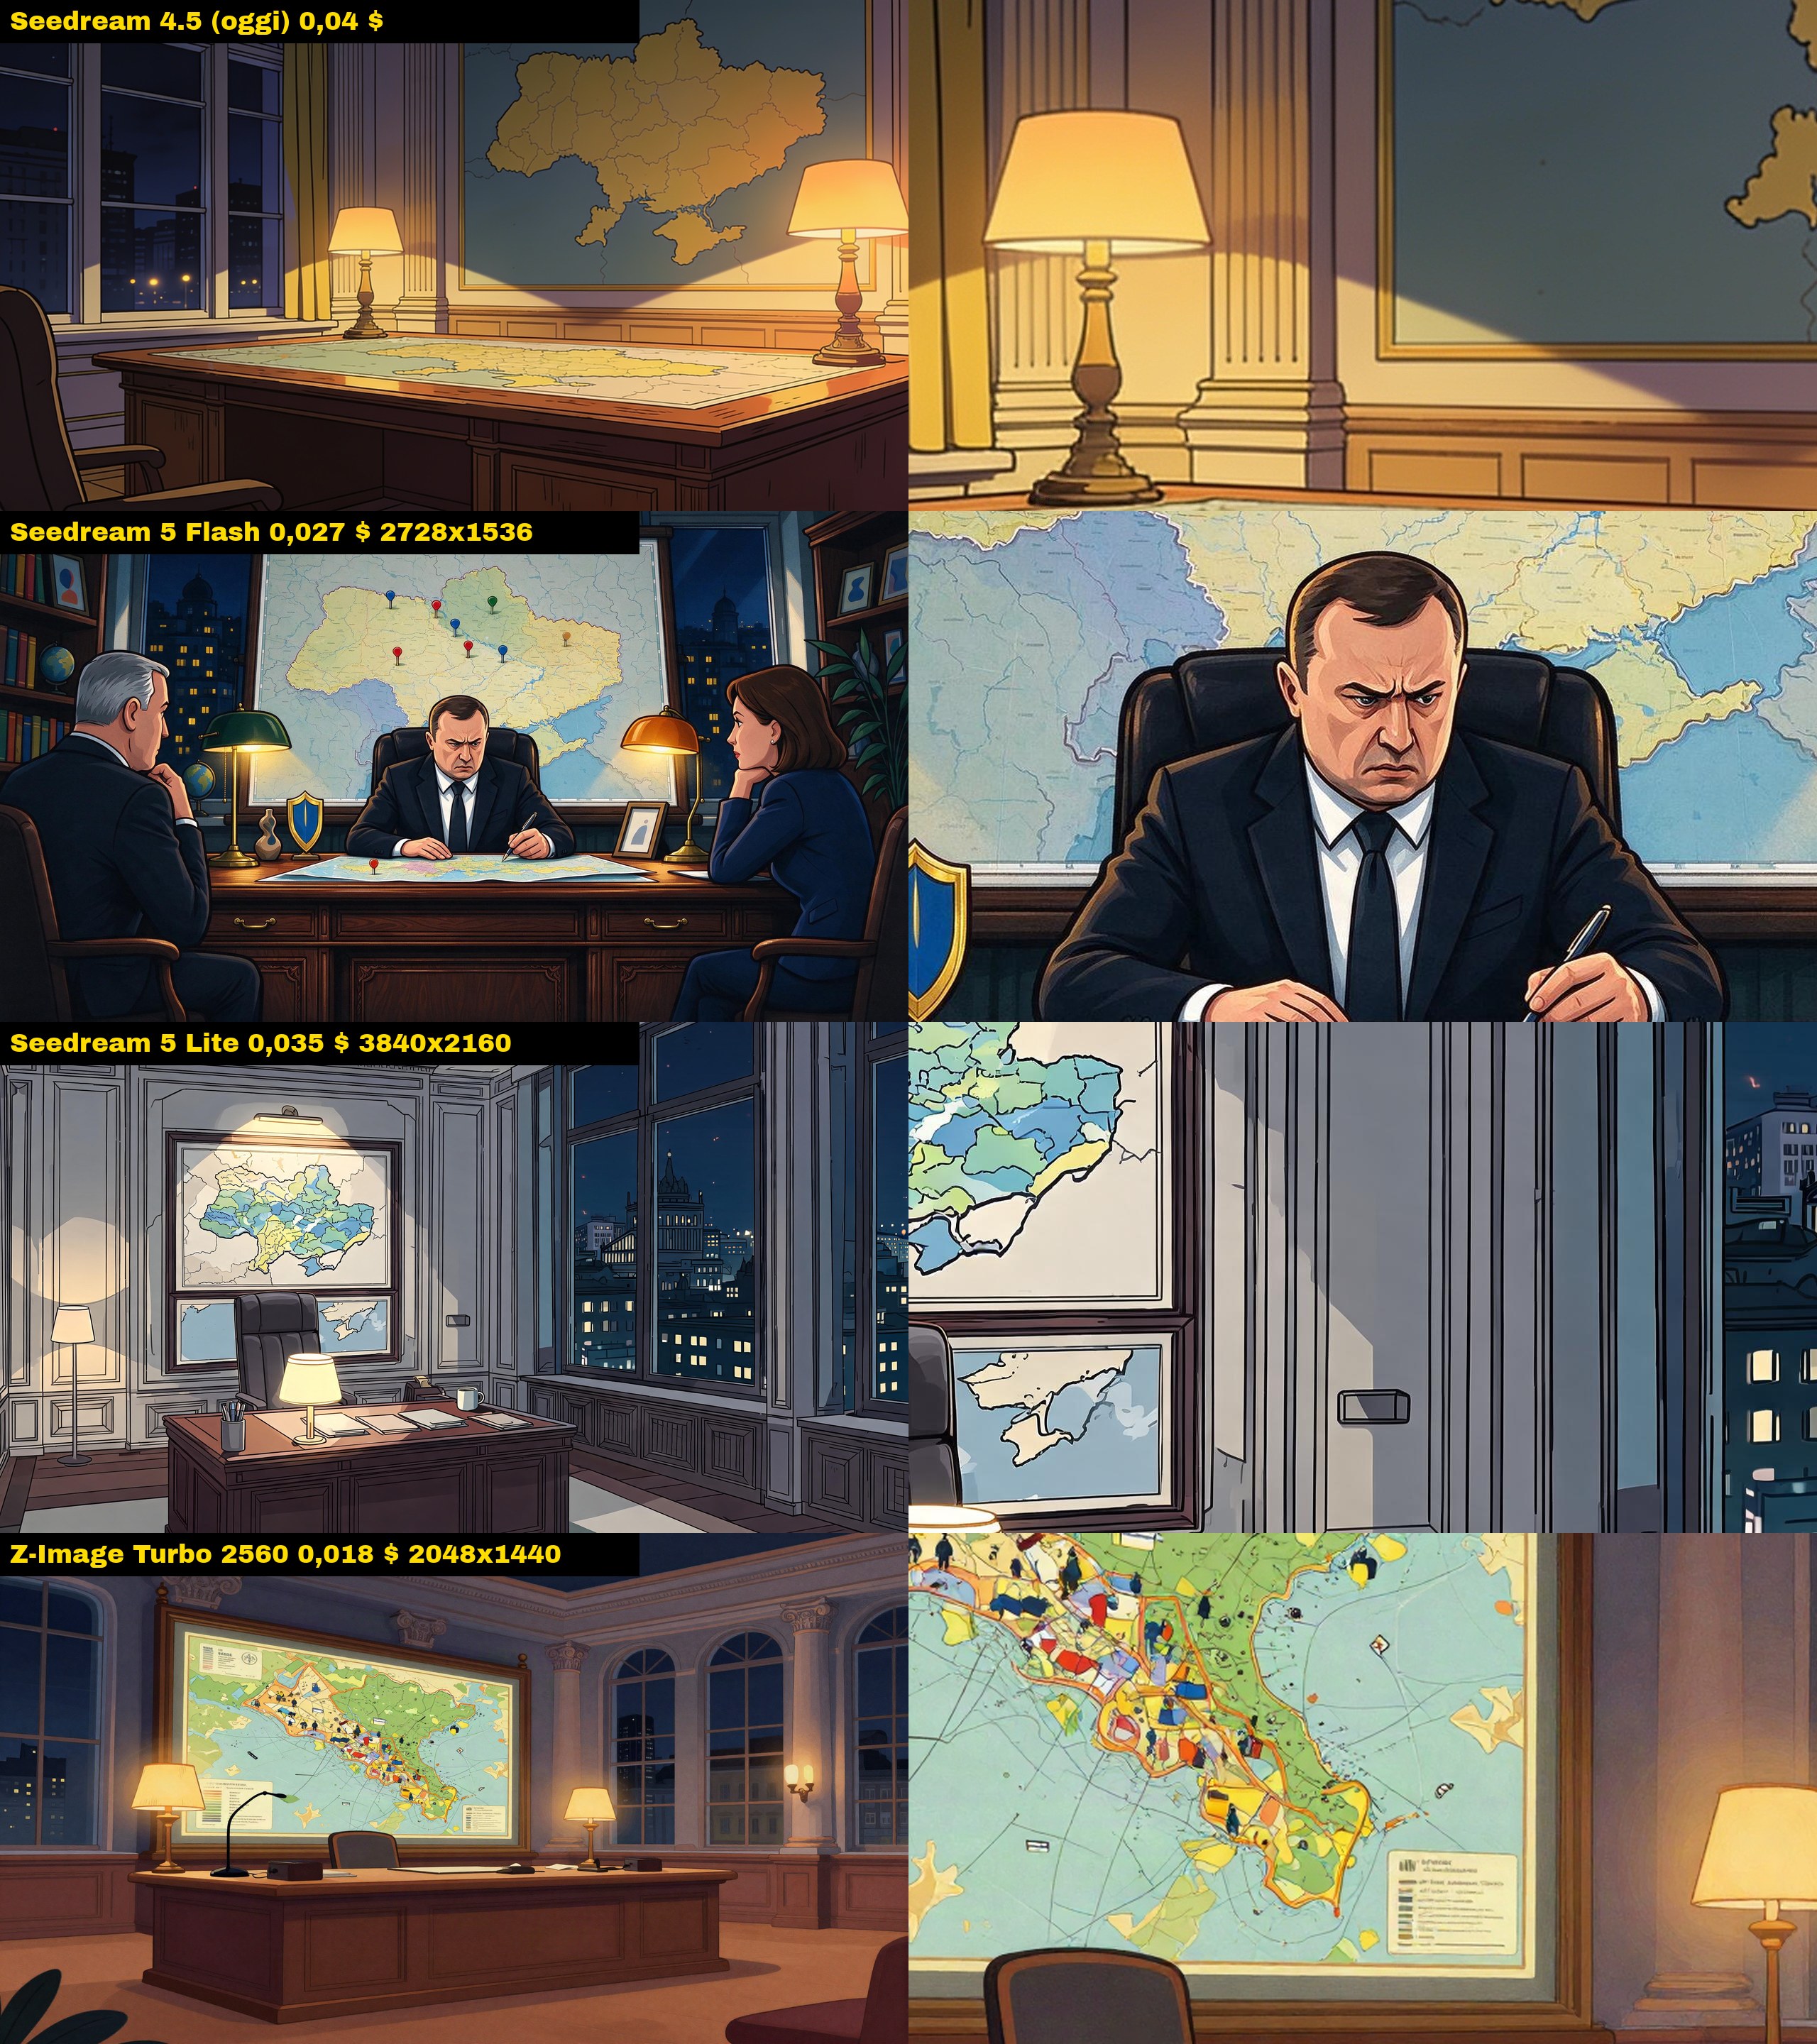 Seedream 4.5 (oggi) 0,04 $
Seedream 5 Flash 0,027 $ 2728x1536
Seedream 5 Lite 0,035 $ 3840x2160
Z-Image Turbo 2560 0,018 $ 2048x1440